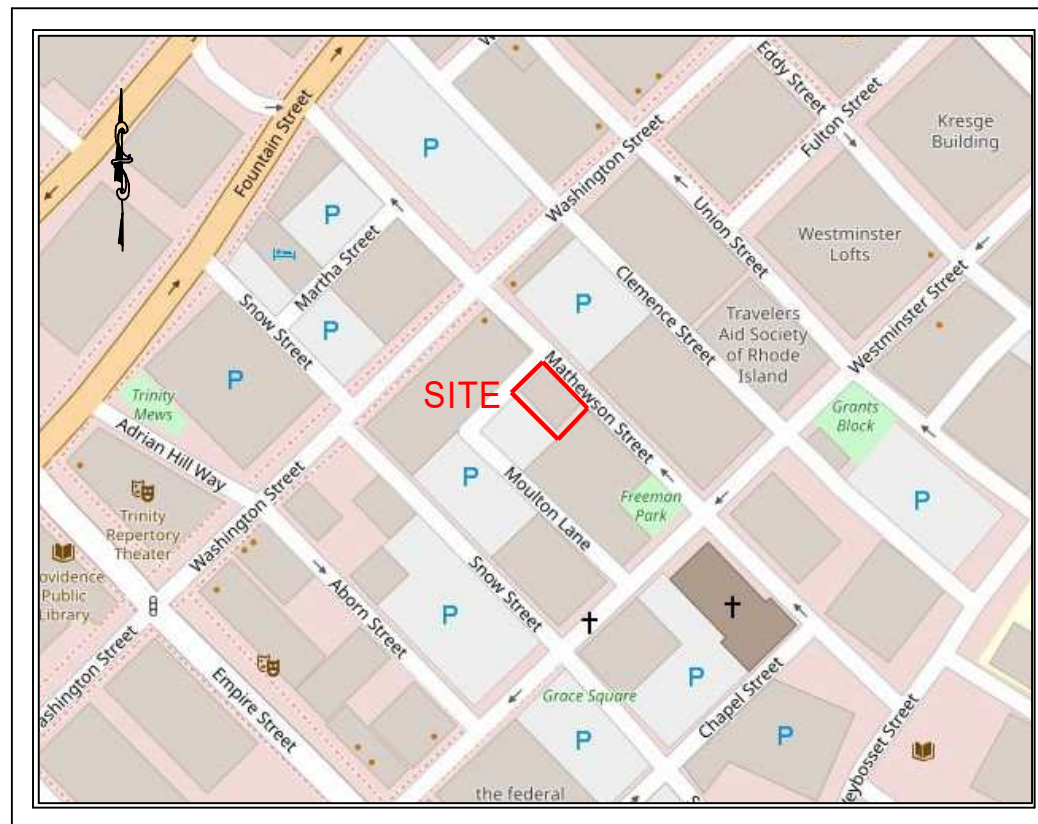 Eddy Street
Fulton Street
Kresge
Building
Fountain Street
Washington Street
Union Street
Westminster
Lofts
P
P
P
P
P
Martha Street
Snow Street
Clemence Street
Travelers
Aid Society
of Rhode
Island
Westminster Street
SITE
Mathewson Street
Trinity
Mews
Grants
Block
Adrian Hill Way
Washington Street
Trinity
Repertory
Theater
P
Moulton Lane
Freeman
Park
P
ovidence
Public
Library
Snow Street
Aborn Street
P
Washington Street
Empire Street
Grace Square
P
Chapel Street
P
P
eybosset Street
the federal